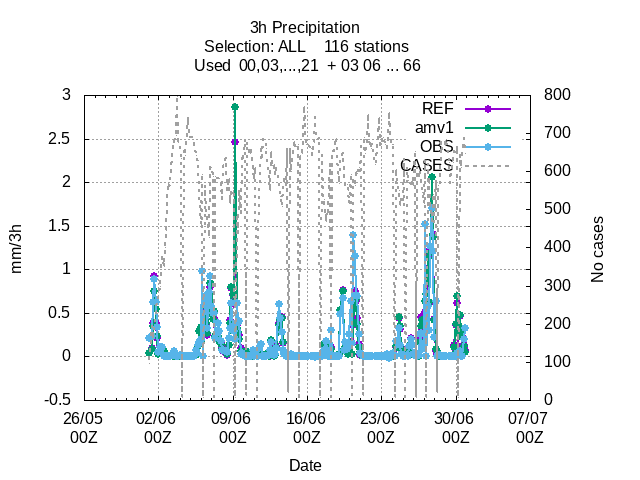 3h Precipitation
Selection: ALL    116 stations
Used  00,03,...,21  + 03 06 ... 66
REF
amv1
OBS
CASES
3
2.5
2
1.5
1
0.5
0
-0.5
800
700
600
500
400
300
200
100
0
mm/3h
No cases
26/05 02/06 09/06 16/06 23/06 30/06 07/07
00Z 00Z 00Z 00Z 00Z 00Z 00Z
Date